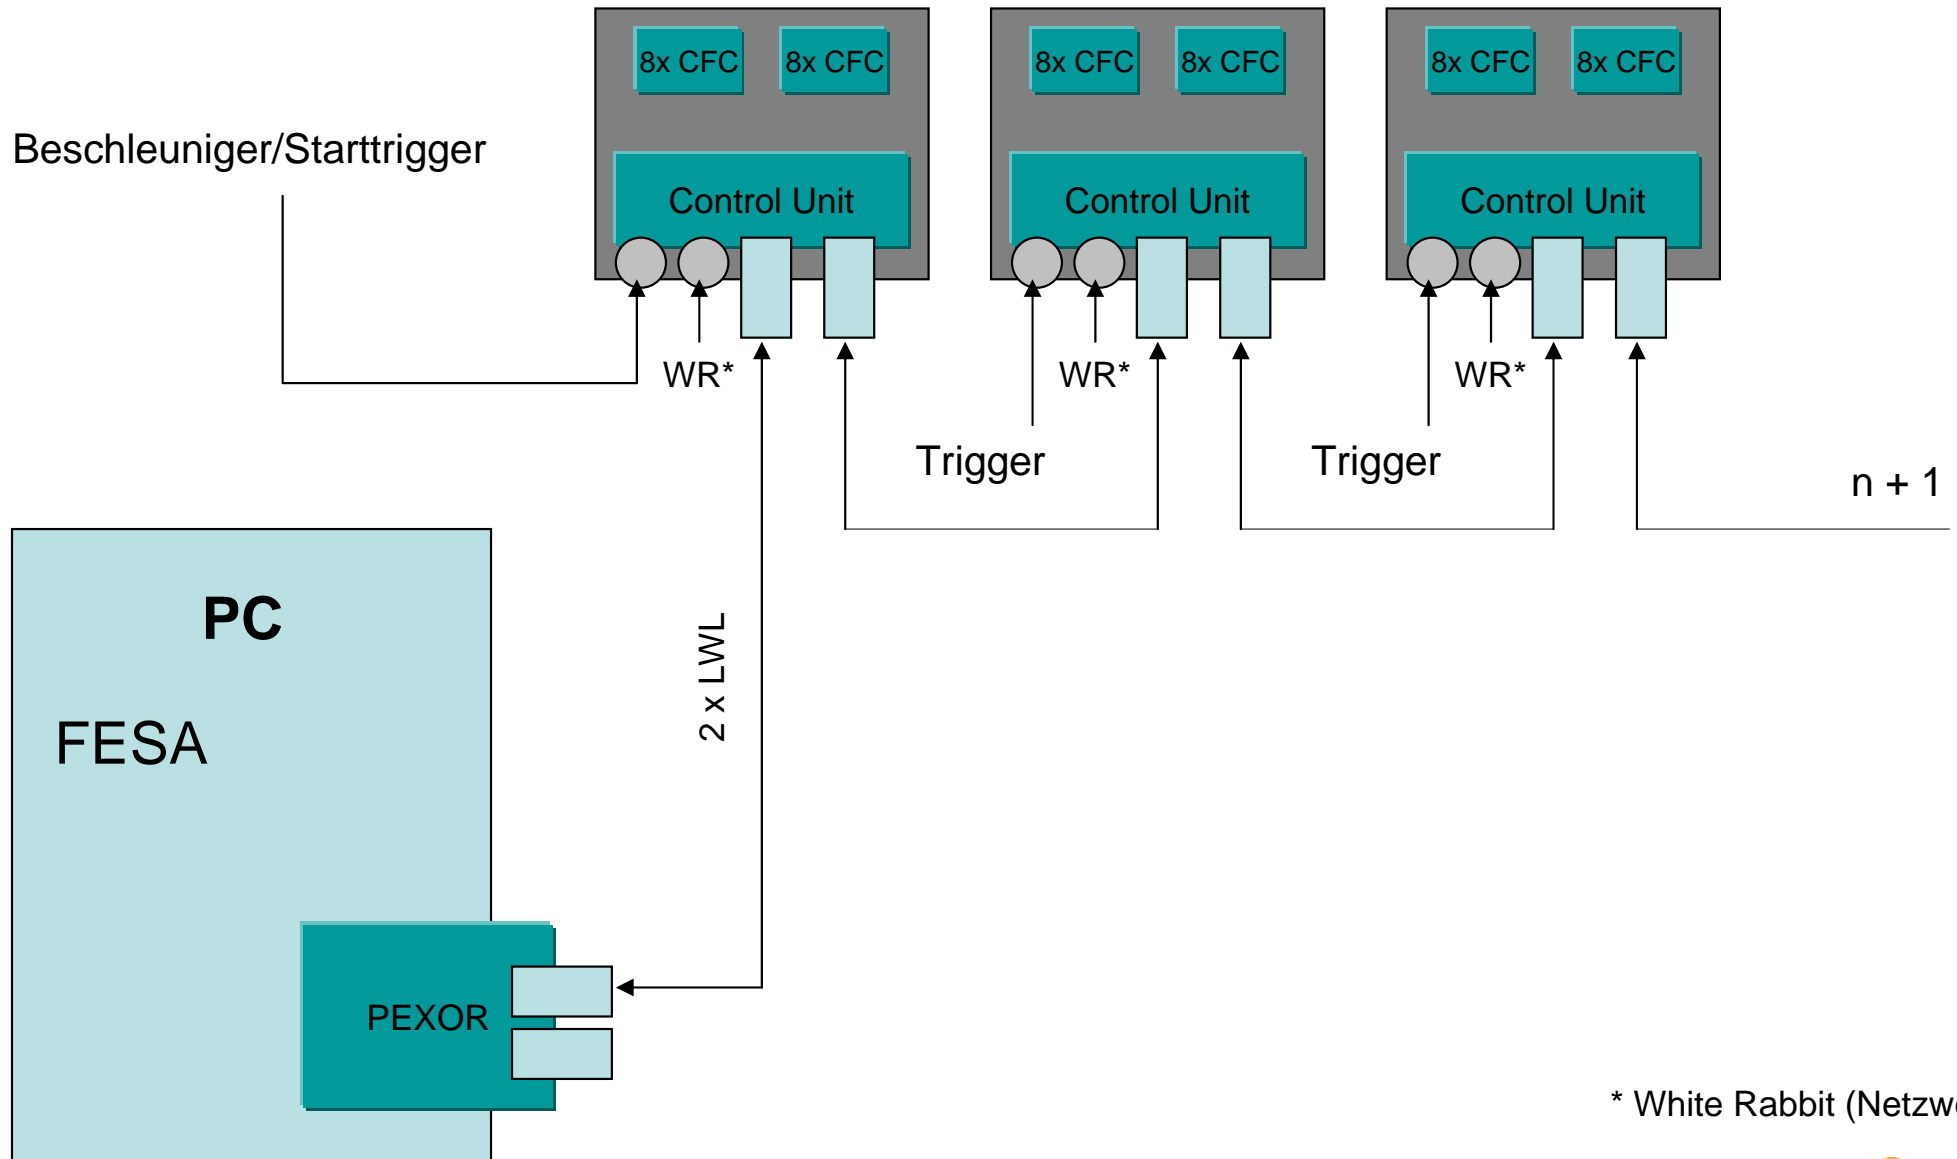 8x CFC 8x CFC 8x CFC 8x CFC 8x CFC 8x CFC
Beschleuniger/Starttrigger
Control Unit Control Unit Control Unit
WR* WR* WR*
Trigger Trigger
n + 1
PC
2 x LWL
FESA
PEXOR
* White Rabbit